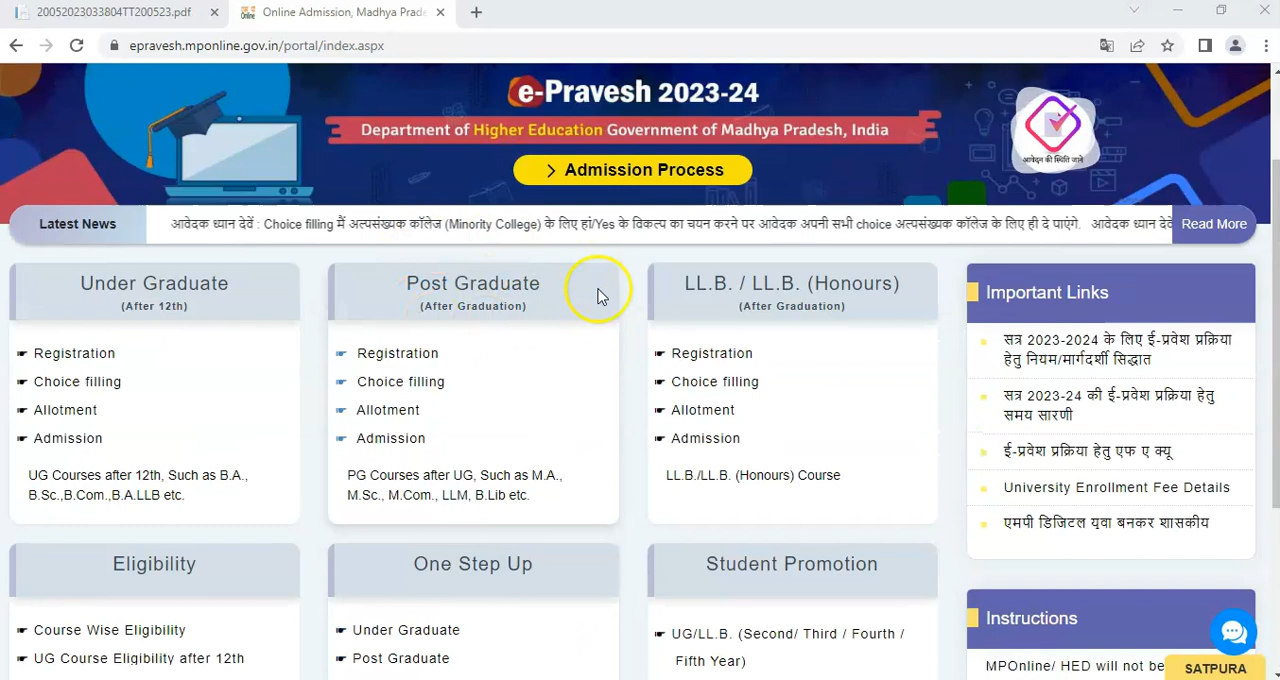 20052023033804TT200523.pdf
Online Admission, Madhya Prade
epravesh.mponline.gov.in/portal/index.aspx
e-Pravesh 2023-24
Department of Higher Education Government of Madhya Pradesh, India
Admission Process
आवेदन की स्थिति जाने
Latest News
आवेदक ध्यान देवें : Choice filling मैं अल्पसंख्यक कॉलेज (Minority College) के लिए हां/Yes के विकल्प का चयन करने पर आवेदक अपनी सभी choice अल्पसंख्यक कॉलेज के लिए ही दे पाएंगे. आवेदक ध्यान
Read More
Under Graduate
(After 12th)
Registration
Choice filling
Allotment
Admission
UG Courses after 12th, Such as B.A.,
B.Sc.,B.Com.,B.A.LLB etc.
Post Graduate
(After Graduation)
Registration
Choice filling
Allotment
Admission
PG Courses after UG, Such as M.A.,
M.Sc., M.Com., LLM, B.Lib etc.
LL.B. / LL.B. (Honours)
(After Graduation)
Registration
Choice filling
Allotment
Admission
LL.B./LL.B. (Honours) Course
Important Links
सत्र 2023-2024 के लिए ई-प्रवेश प्रक्रिया
हेतु नियम/मार्गदर्शी सिद्धात
सत्र 2023-24 की ई-प्रवेश प्रक्रिया हेतु
समय सारणी
ई-प्रवेश प्रक्रिया हेतु एफ ए क्यू
University Enrollment Fee Details
एमपी डिजिटल युवा बनकर शासकीय
Eligibility
Course Wise Eligibility
UG Course Eligibility after 12th
One Step Up
Under Graduate
Post Graduate
Student Promotion
UG/LL.B. (Second/ Third / Fourth /
Fifth Year)
Instructions
MPOnline/ HED will not be
SATPURA